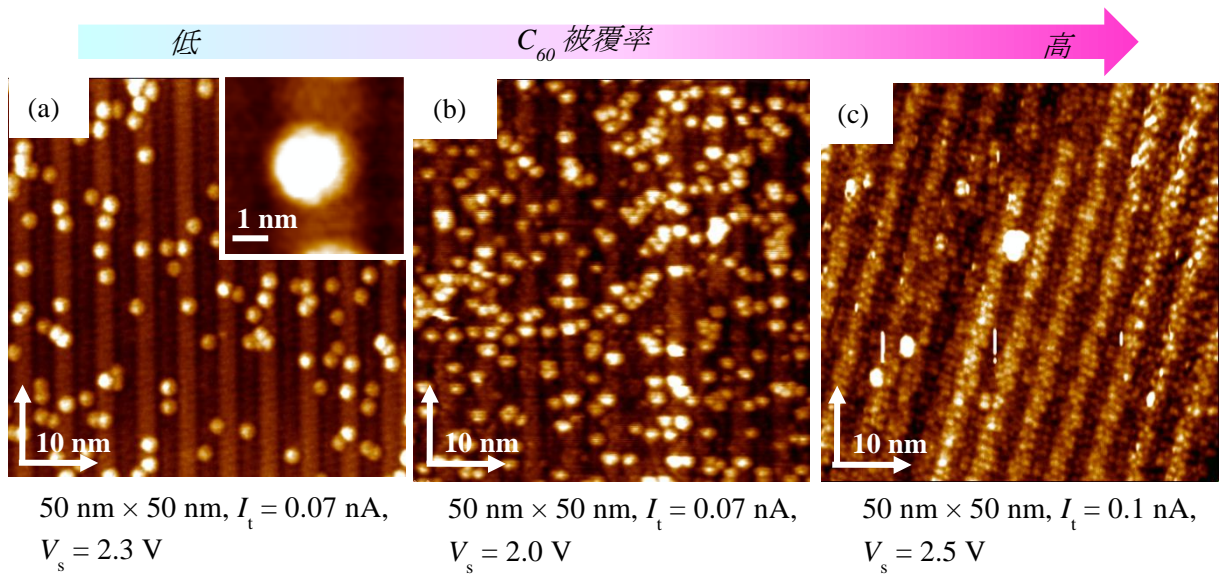 低 C60 被覆率 高
(a) (b) (c)
1 nm
10 nm 10 nm 10 nm
50 nm × 50 nm, It = 0.07 nA,
Vs = 2.3 V
50 nm × 50 nm, It = 0.07 nA,
Vs = 2.0 V
50 nm × 50 nm, It = 0.1 nA,
Vs = 2.5 V